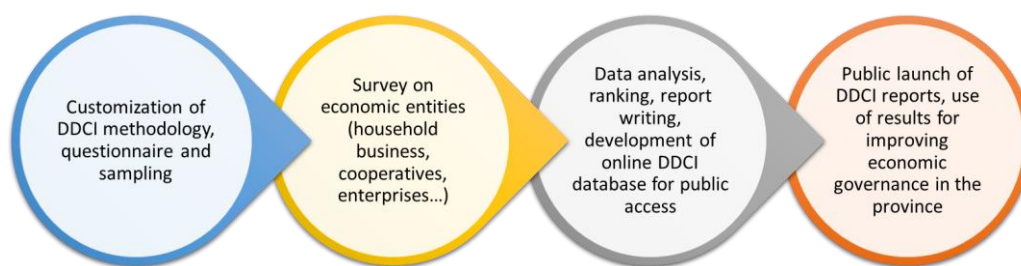 Customization of
DDCI methodology,
questionnaire and
sampling
Survey on
economic entities
(household
business,
cooperatives,
enterprises...)
Data analysis,
ranking, report
writing,
development of
online DDCI
database for public
access
Public launch of
DDCI reports, use
of results for
improving
economic
governance in the
province